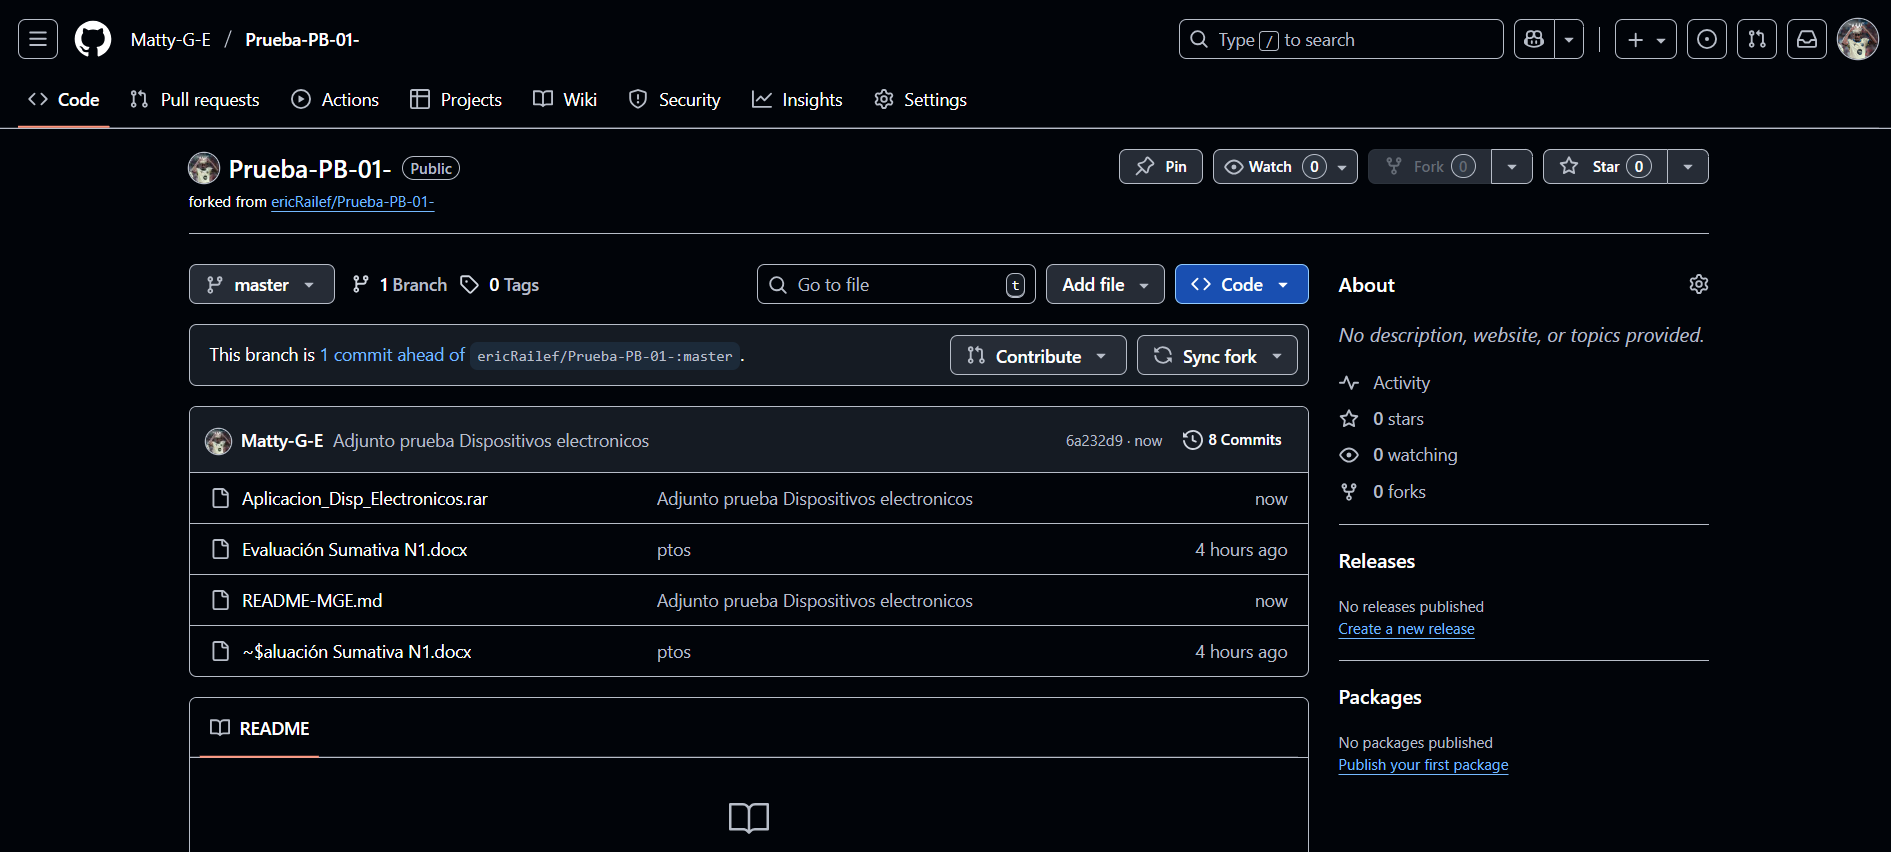 Matty-G-E / Prueba-PB-01-
Type / to search
Code
Pull requests
Actions
Projects
Wiki
Security
Insights
Settings
Prueba-PB-01- Public
Pin
Watch 0
Fork 0
Star 0
forked from ericRailef/Prueba-PB-01-
master
1 Branch
0 Tags
Go to file t
Add file
Code
This branch is 1 commit ahead of ericRailef/Prueba-PB-01-:master .
Contribute
Sync fork
Matty-G-E Adjunto prueba Dispositivos electronicos 6a232d9 · now 8 Commits
Aplicacion_Disp_Electronicos.rar Adjunto prueba Dispositivos electronicos now
Evaluación Sumativa N1.docx ptos 4 hours ago
README-MGE.md Adjunto prueba Dispositivos electronicos now
~$aluación Sumativa N1.docx ptos 4 hours ago
README
About
No description, website, or topics provided.
Activity
0 stars
0 watching
0 forks
Releases
No releases published
Create a new release
Packages
No packages published
Publish your first package